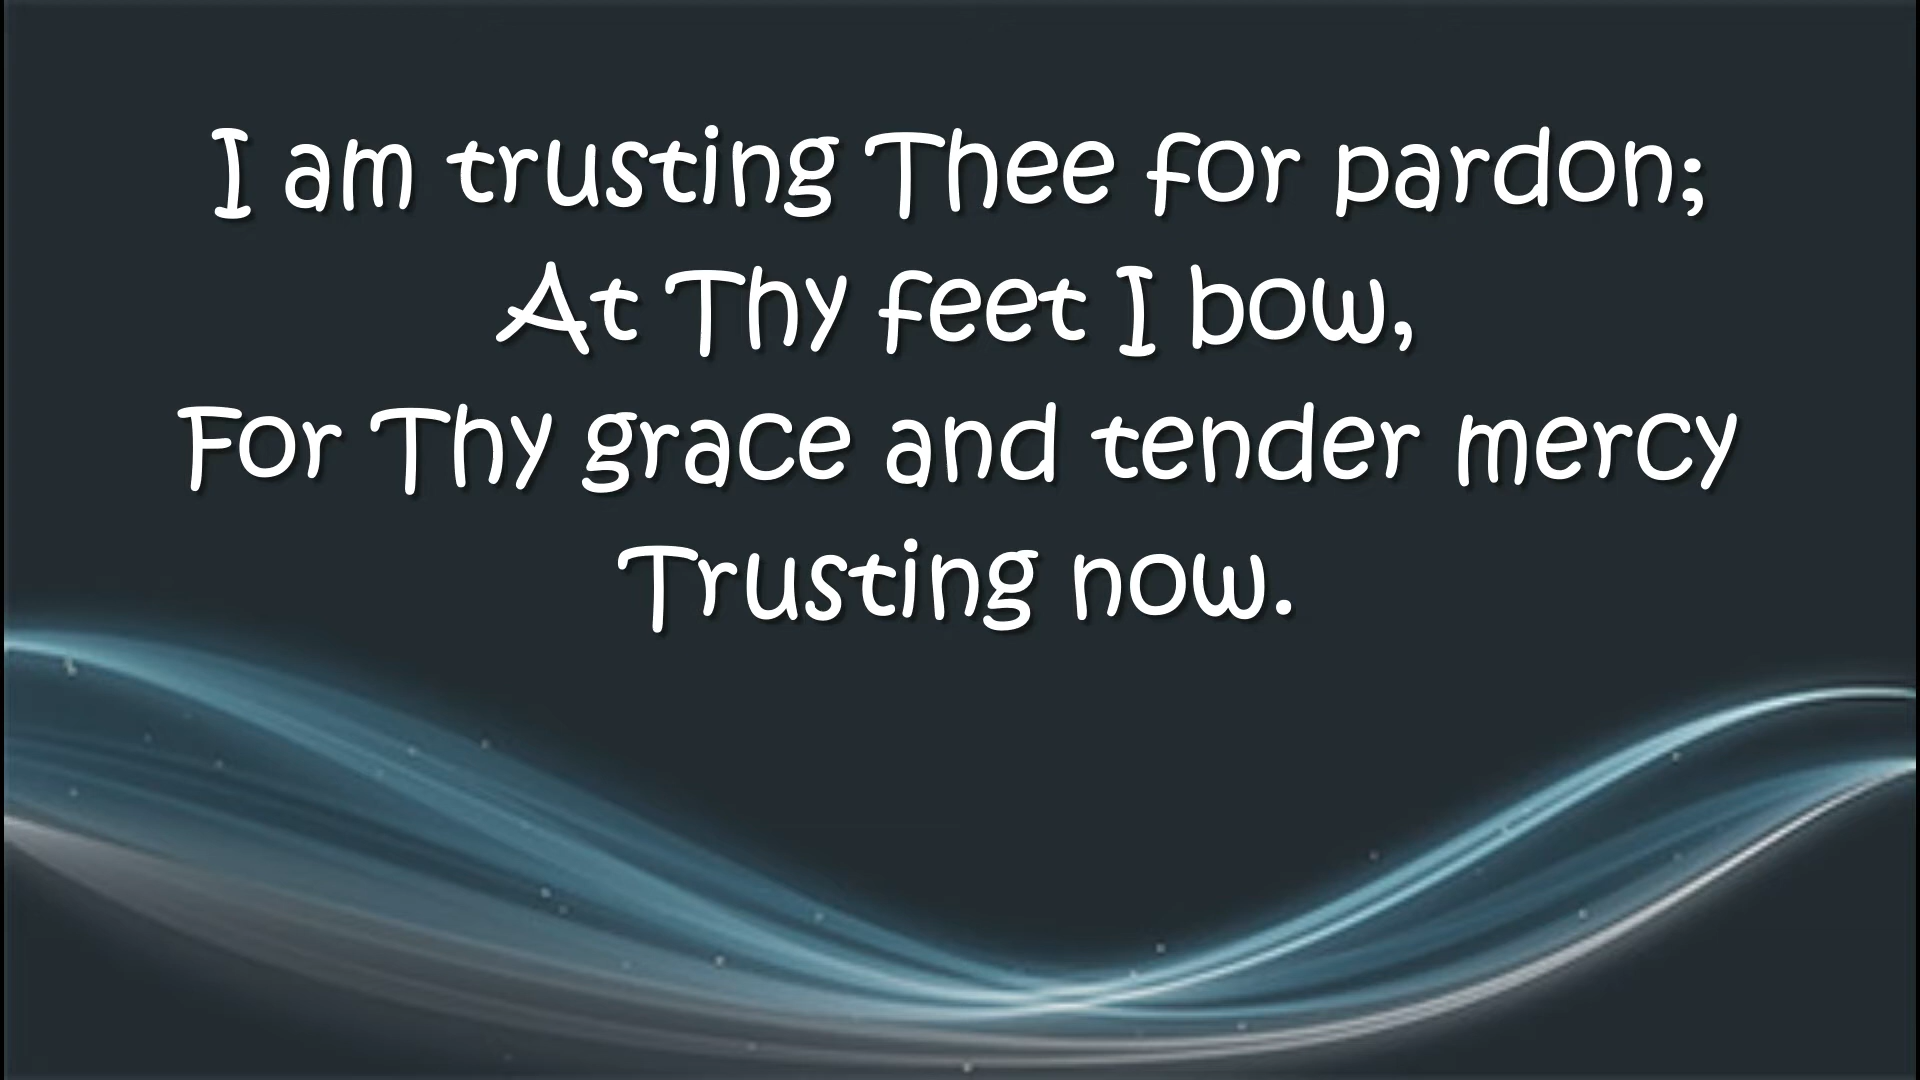 I am trusting Thee for pardon;
At Thy feet I bow,
For Thy grace and tender mercy
Trusting now.